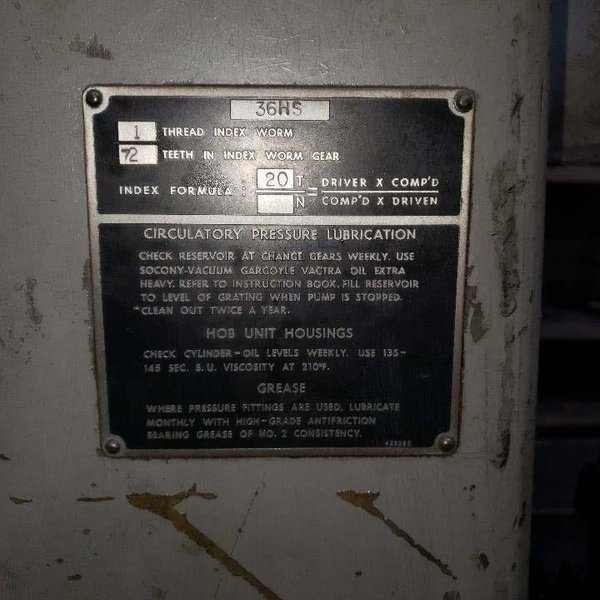 36HS
1 THREAD INDEX WORM
72 TEETH IN INDEX WORM GEAR
INDEX FORMULA : 20 T / N = DRIVER X COMP'D / COMP'D X DRIVEN
CIRCULATORY PRESSURE LUBRICATION
CHECK RESERVOIR AT CHANGE GEARS WEEKLY. USE
SOCONY-VACUUM GARGOYLE VACTRA OIL EXTRA
HEAVY. REFER TO INSTRUCTION BOOK. FILL RESERVOIR
TO LEVEL OF GRATING WHEN PUMP IS STOPPED.
CLEAN OUT TWICE A YEAR.
HOB UNIT HOUSINGS
CHECK CYLINDER-OIL LEVELS WEEKLY. USE 135-
145 SEC. S.U. VISCOSITY AT 210°F.
GREASE
WHERE PRESSURE FITTINGS ARE USED, LUBRICATE
MONTHLY WITH HIGH-GRADE ANTIFRICTION
BEARING GREASE OF NO. 2 CONSISTENCY.